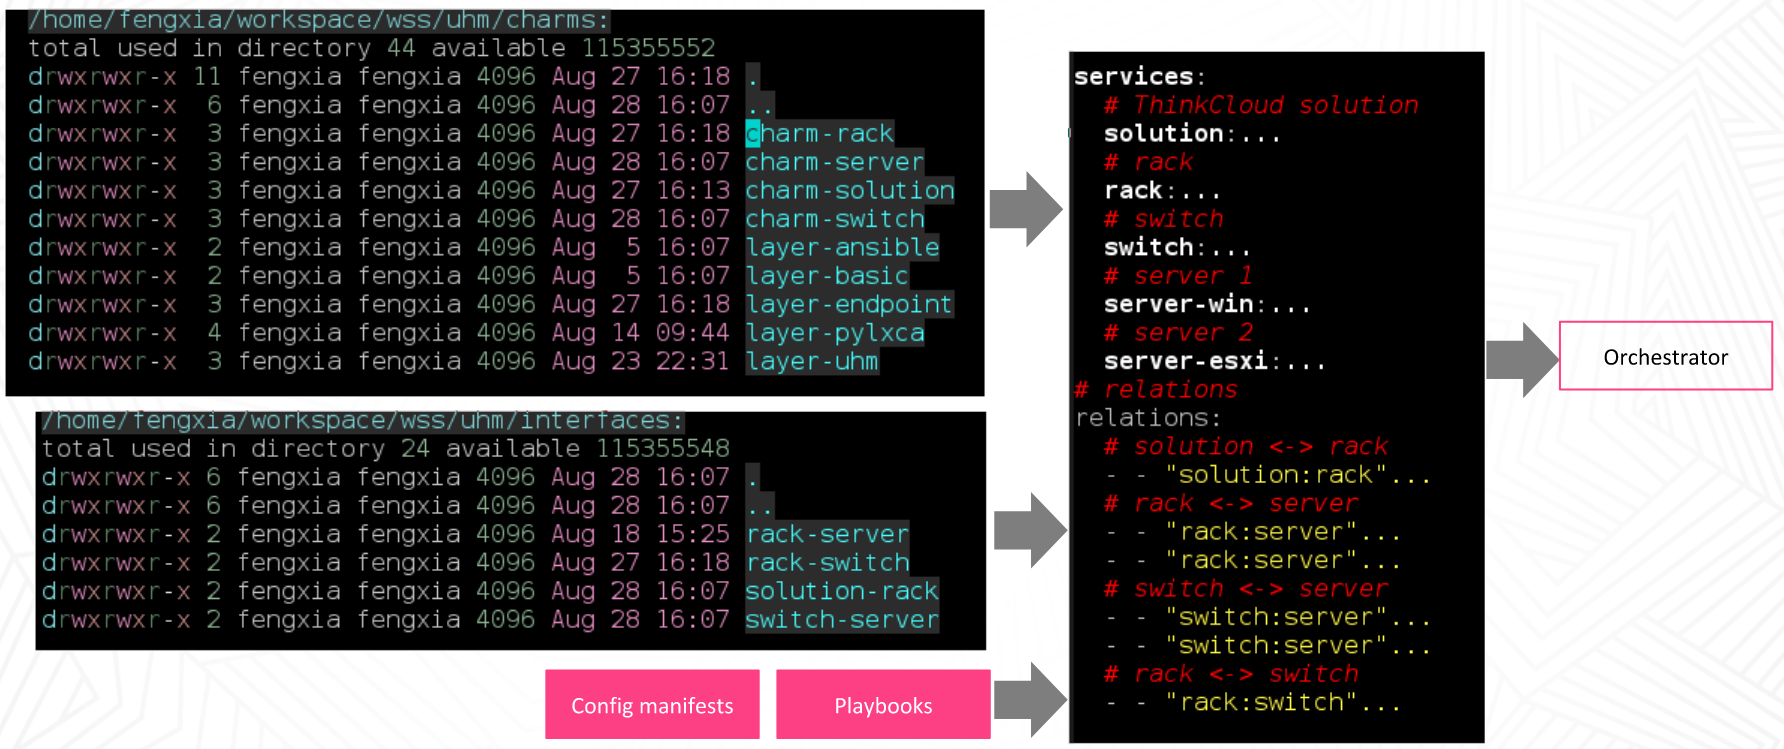 /home/fengxia/workspace/wss/uhm/charms:
total used in directory 44 available 115355552
drwxrwxr-x 11 fengxia fengxia 4096 Aug 27 16:18 .
drwxrwxr-x  6 fengxia fengxia 4096 Aug 28 16:07 ..
drwxrwxr-x  3 fengxia fengxia 4096 Aug 27 16:18 charm-rack
drwxrwxr-x  3 fengxia fengxia 4096 Aug 28 16:07 charm-server
drwxrwxr-x  3 fengxia fengxia 4096 Aug 27 16:13 charm-solution
drwxrwxr-x  3 fengxia fengxia 4096 Aug 28 16:07 charm-switch
drwxrwxr-x  2 fengxia fengxia 4096 Aug  5 16:07 layer-ansible
drwxrwxr-x  2 fengxia fengxia 4096 Aug  5 16:07 layer-basic
drwxrwxr-x  3 fengxia fengxia 4096 Aug 27 16:18 layer-endpoint
drwxrwxr-x  4 fengxia fengxia 4096 Aug 14 09:44 layer-pylxca
drwxrwxr-x  3 fengxia fengxia 4096 Aug 23 22:31 layer-uhm
/home/fengxia/workspace/wss/uhm/interfaces:
total used in directory 24 available 115355548
drwxrwxr-x 6 fengxia fengxia 4096 Aug 28 16:07 .
drwxrwxr-x 6 fengxia fengxia 4096 Aug 28 16:07 ..
drwxrwxr-x 2 fengxia fengxia 4096 Aug 18 15:25 rack-server
drwxrwxr-x 2 fengxia fengxia 4096 Aug 27 16:18 rack-switch
drwxrwxr-x 2 fengxia fengxia 4096 Aug 28 16:07 solution-rack
drwxrwxr-x 2 fengxia fengxia 4096 Aug 28 16:07 switch-server
Config manifests
Playbooks
services:
# ThinkCloud solution
solution:...
# rack
rack:...
# switch
switch:...
# server 1
server-win:...
# server 2
server-esxi:...
# relations
relations:
# solution <-> rack
- - "solution:rack"...
# rack <-> server
- - "rack:server"...
- - "rack:server"...
# switch <-> server
- - "switch:server"...
- - "switch:server"...
# rack <-> switch
- - "rack:switch"...
Orchestrator